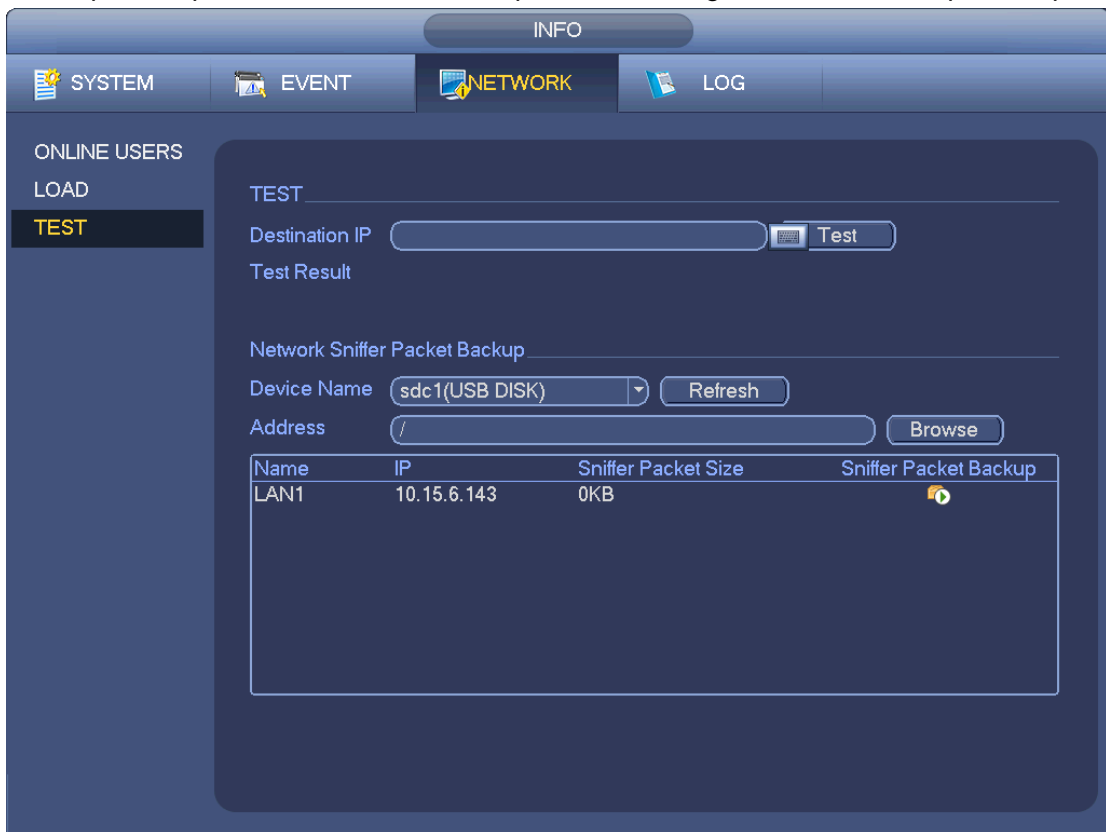 INFO
SYSTEM EVENT NETWORK LOG
ONLINE USERS
LOAD
TEST
TEST
Destination IP Test
Test Result
Network Sniffer Packet Backup
Device Name sdc1(USB DISK) Refresh
Address / Browse
Name IP Sniffer Packet Size Sniffer Packet Backup
LAN1 10.15.6.143 0KB